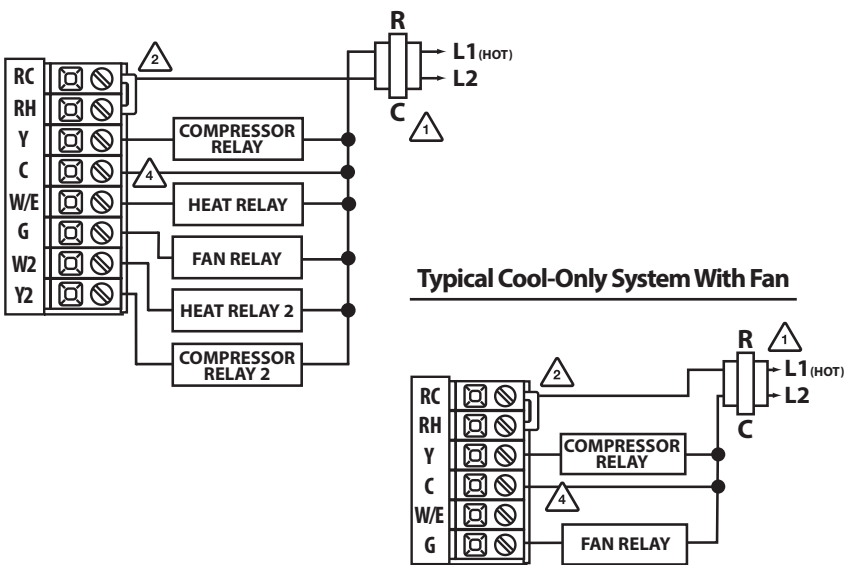 R
2
L1(HOT)
L2
C
1
RC
RH
Y
C
W/E
G
W2
Y2
COMPRESSOR
RELAY
4
HEAT RELAY
FAN RELAY
HEAT RELAY 2
COMPRESSOR
RELAY 2
Typical Cool-Only System With Fan
R
1
2
L1(HOT)
L2
C
RC
RH
Y
C
W/E
G
COMPRESSOR
RELAY
4
FAN RELAY